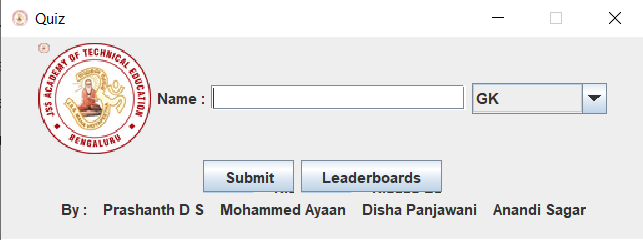 Quiz
JSS ACADEMY OF TECHNICAL EDUCATION
BENGALURU
Name :
GK
Submit Leaderboards
By : Prashanth D S Mohammed Ayaan Disha Panjawani Anandi Sagar